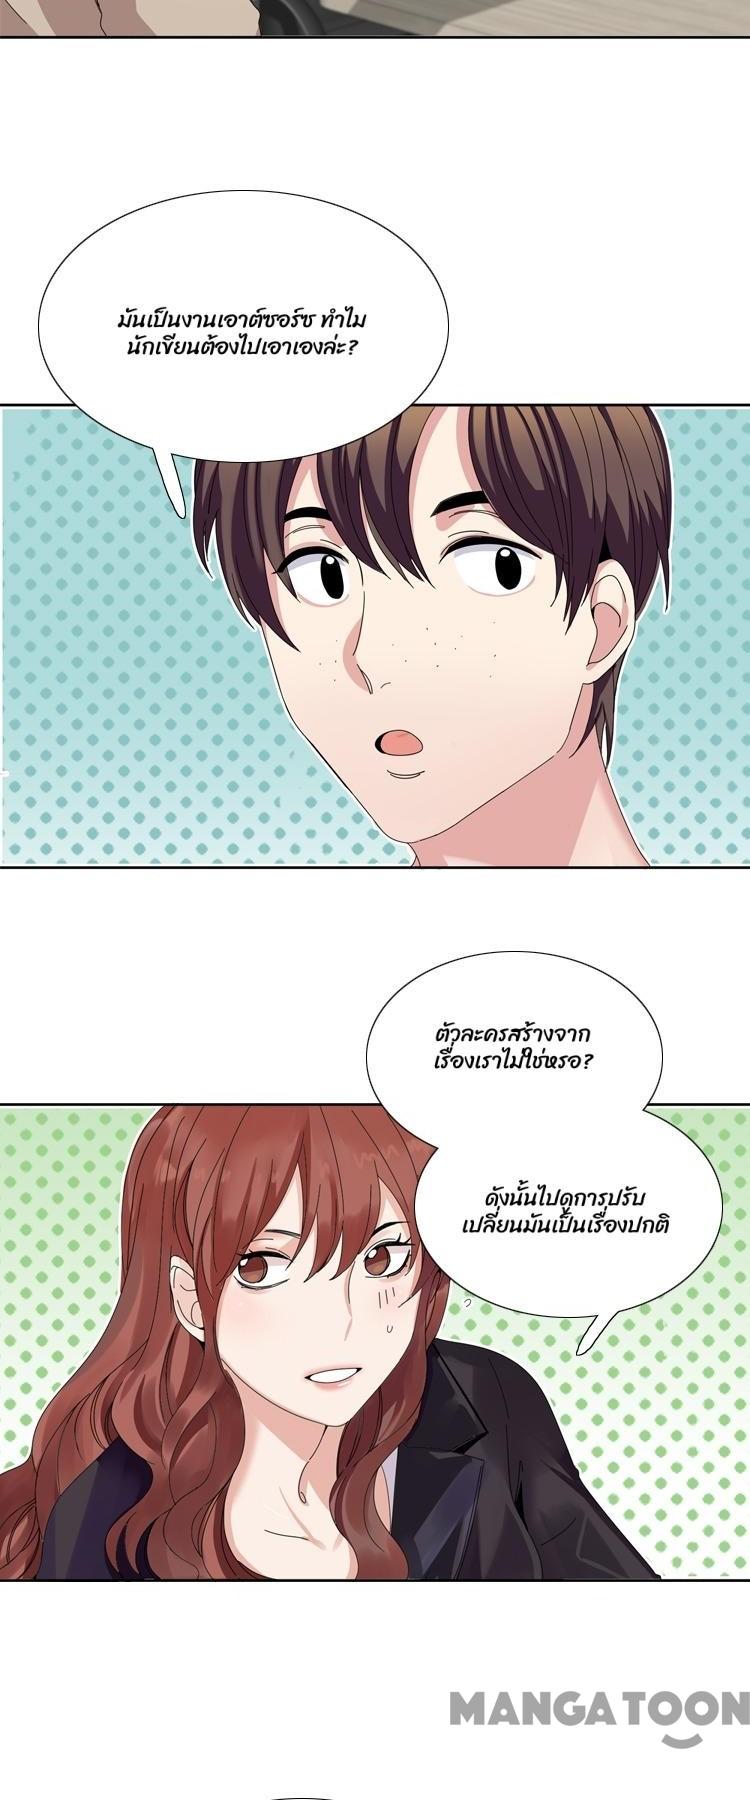 มันเป็นงานเอาต์ซอร์ซ ทำไม
นักเขียนต้องไปเอาเองล่ะ?
ตัวละครสร้างจาก
เรื่องเราไม่ใช่หรอ?
ดังนั้นไปดูการปรับ
เปลี่ยนมันเป็นเรื่องปกติ
MANGATOON